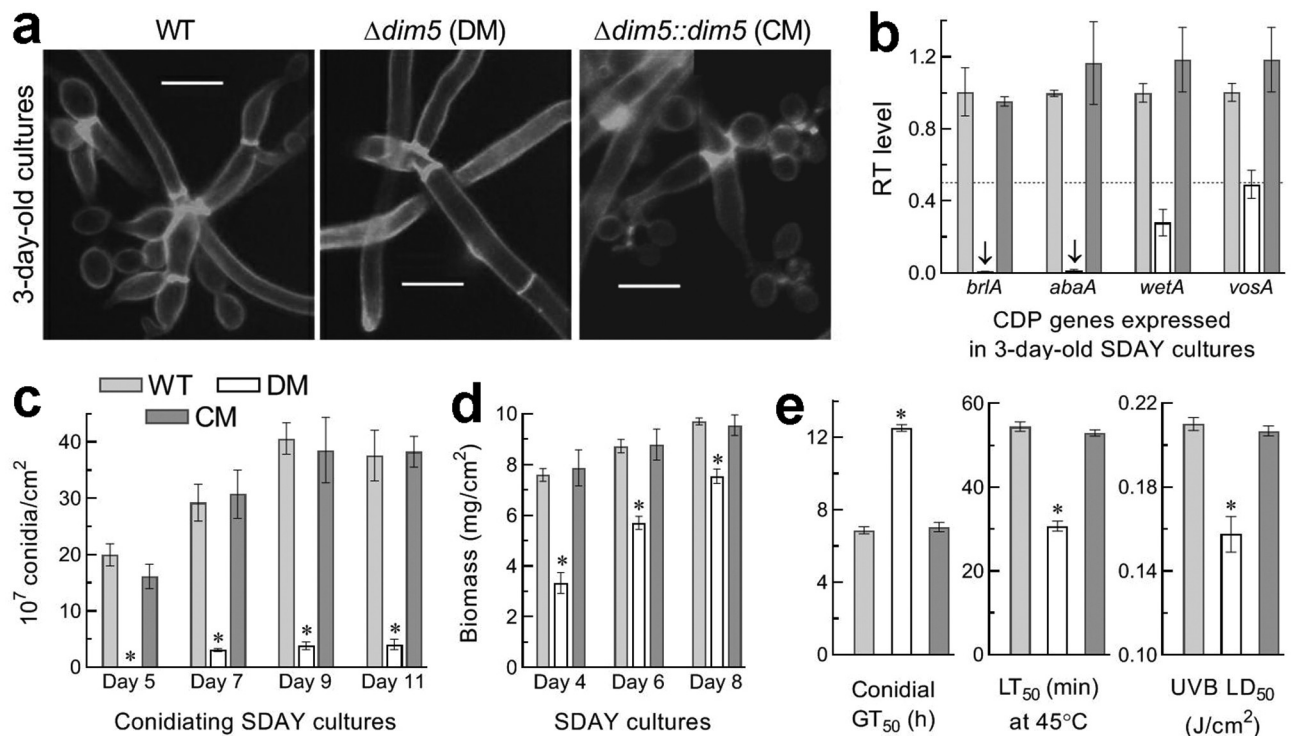 a
WT
Δdim5 (DM)
Δdim5::dim5 (CM)
3-day-old cultures
b
RT level
1.2
0.8
0.4
0.0
brlA abaA wetA vosA
CDP genes expressed
in 3-day-old SDAY cultures
c
WT DM
CM
10⁷ conidia/cm²
40
30
20
10
0
* * * *
Day 5 Day 7 Day 9 Day 11
Conidiating SDAY cultures
d
Biomass (mg/cm²)
10
8
6
4
2
0
* * *
Day 4 Day 6 Day 8
SDAY cultures
e
12
8
4
0
*
Conidial
GT₅₀ (h)
60
40
20
0
*
LT₅₀ (min)
at 45°C
0.22
0.18
0.14
0.10
*
UVB LD₅₀
(J/cm²)